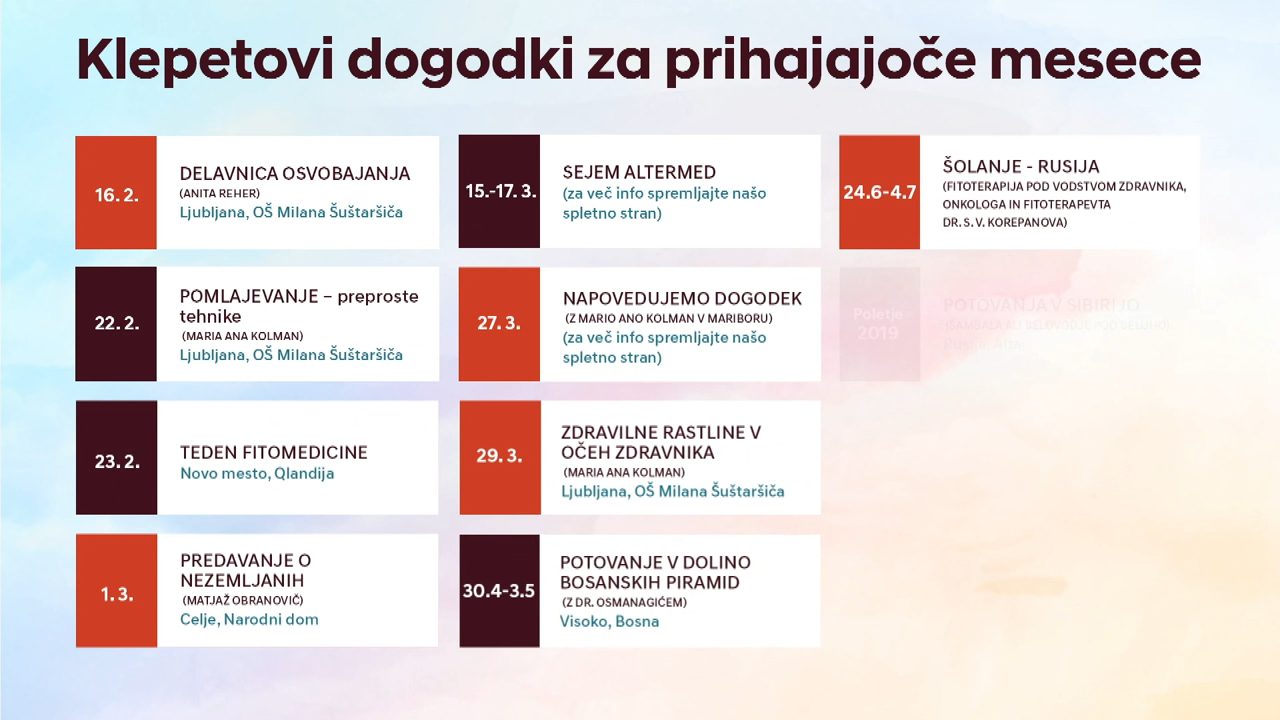 Klepetovi dogodki za prihajajoče mesece
16. 2.
DELAVNICA OSVOBAJANJA
(ANITA REHER)
Ljubljana, OŠ Milana Šuštaršiča
22. 2.
POMLAJEVANJE – preproste
tehnike
(MARIA ANA KOLMAN)
Ljubljana, OŠ Milana Šuštaršiča
23. 2.
TEDEN FITOMEDICINE
Novo mesto, Qlandija
1. 3.
PREDAVANJE O
NEZEMLJANIH
(MATJAŽ OBRANOVIČ)
Celje, Narodni dom
15.-17. 3.
SEJEM ALTERMED
(za več info spremljajte našo
spletno stran)
27. 3.
NAPOVEDUJEMO DOGODEK
(Z MARIO ANO KOLMAN V MARIBORU)
(za več info spremljajte našo
spletno stran)
29. 3.
ZDRAVILNE RASTLINE V
OČEH ZDRAVNIKA
(MARIA ANA KOLMAN)
Ljubljana, OŠ Milana Šuštaršiča
30.4-3.5
POTOVANJE V DOLINO
BOSANSKIH PIRAMID
(Z DR. OSMANAGIĆEM)
Visoko, Bosna
24.6-4.7
ŠOLANJE - RUSIJA
(FITOTERAPIJA POD VODSTVOM ZDRAVNIKA,
ONKOLOGA IN FITOTERAPEVTA
DR. S. V. KOREPANOVA)
Poletje
2019
POTOVANJA V SIBIRIJO